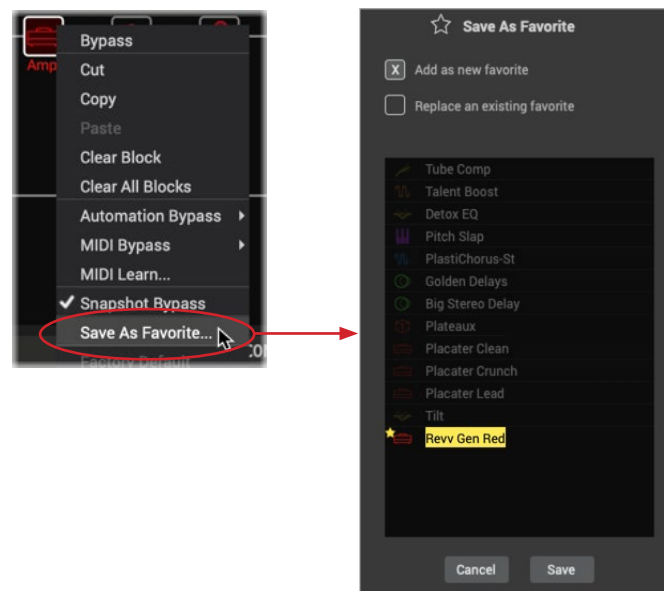 Amp
Bypass
Cut
Copy
Paste
Clear Block
Clear All Blocks
Automation Bypass
MIDI Bypass
MIDI Learn...
Snapshot Bypass
Save As Favorite...
Factory Default
Save As Favorite
X Add as new favorite
Replace an existing favorite
Tube Comp
Talent Boost
Detox EQ
Pitch Slap
PlastiChorus-St
Golden Delays
Big Stereo Delay
Plateaux
Placater Clean
Placater Crunch
Placater Lead
Tilt
Revv Gen Red
Cancel Save